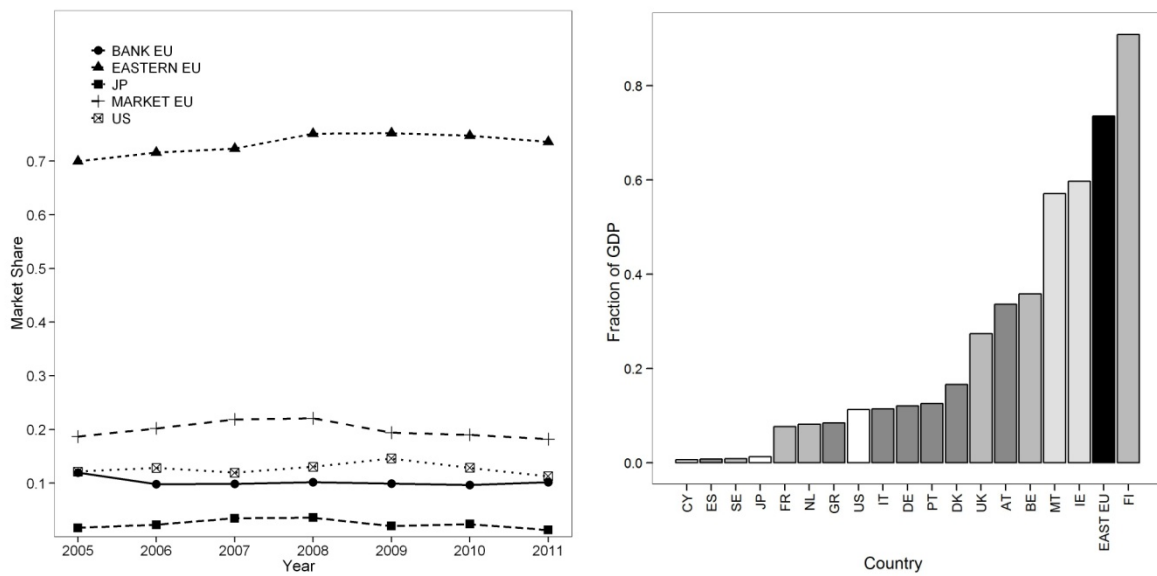 BANK EU
EASTERN EU
JP
MARKET EU
US
Market Share
0.7
0.6
0.5
0.4
0.3
0.2
0.1
2005 2006 2007 2008 2009 2010 2011
Year
Fraction of GDP
0.8
0.6
0.4
0.2
0.0
CY ES SE JP FR NL GR US IT DE PT DK UK AT BE MT IE EAST EU FI
Country